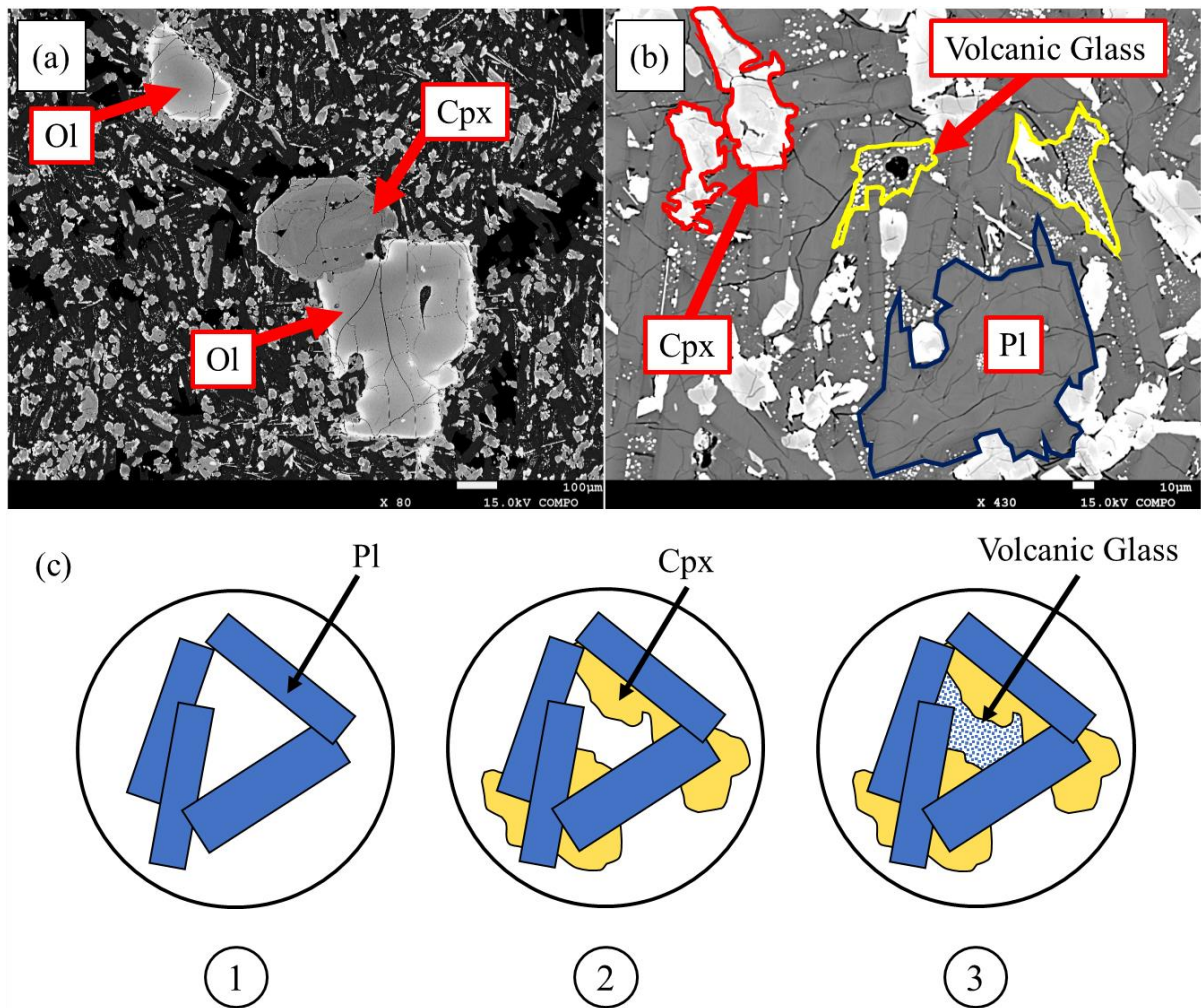 (a)
Ol
Cpx
Ol
X 80 15.0kV COMPO 100μm
(b)
Volcanic Glass
Cpx
Pl
X 430 15.0kV COMPO 10μm
(c)
Pl
Cpx
Volcanic Glass
1
2
3